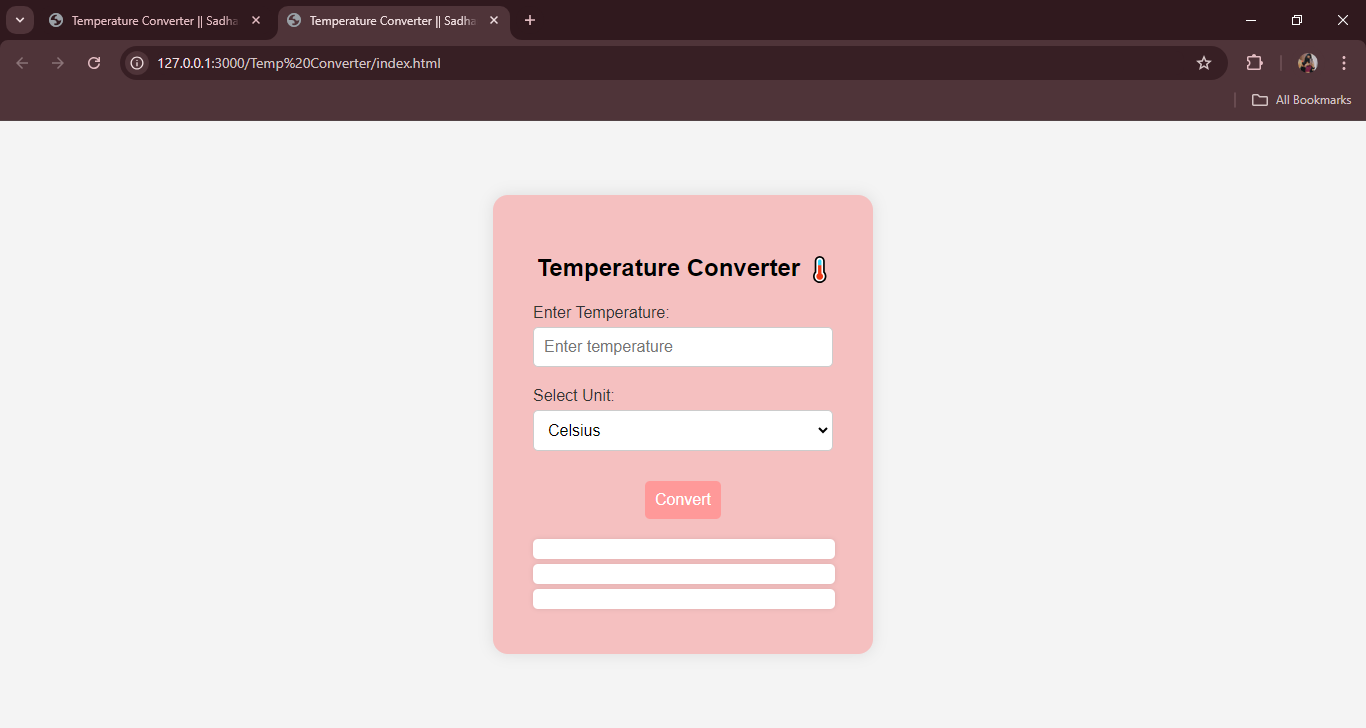 Temperature Converter || Sadha
Temperature Converter || Sadha
127.0.0.1:3000/Temp%20Converter/index.html
All Bookmarks
Temperature Converter 🌡️
Enter Temperature:
Enter temperature
Select Unit:
Celsius
Convert